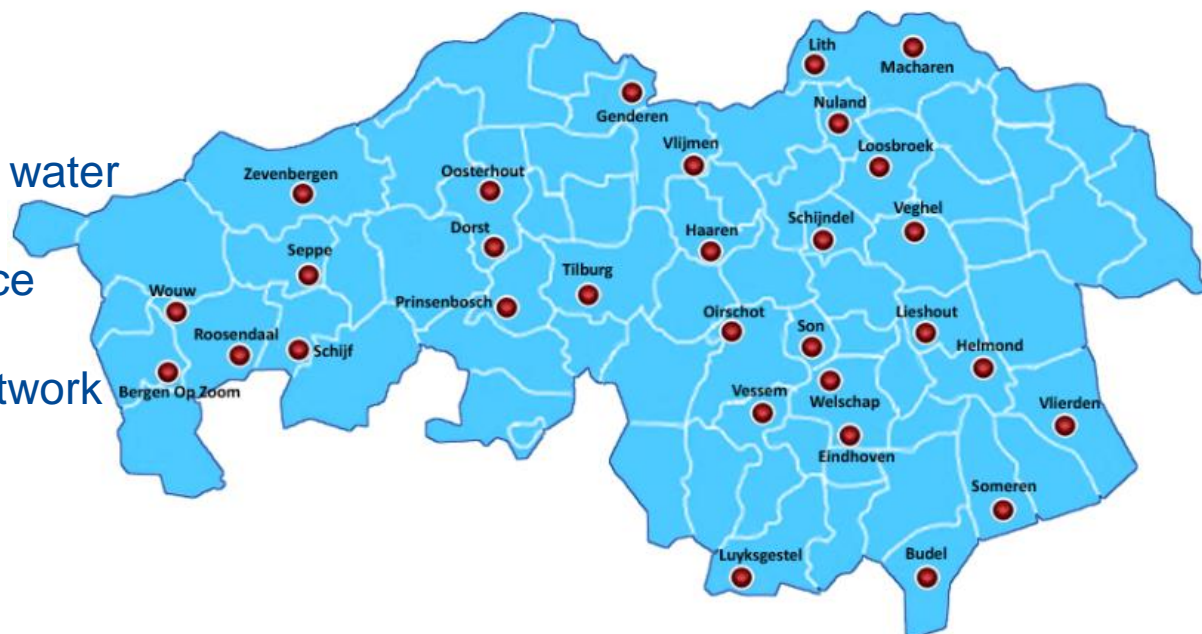 water
ce
twork
Lith
Macharen
Genderen
Nuland
Vlijmen
Loosbroek
Zevenbergen
Oosterhout
Schijndel
Veghel
Dorst
Haaren
Seppe
Tilburg
Wouw
Prinsenbosch
Oirschot
Son
Lieshout
Roosendaal
Schijf
Helmond
Bergen Op Zoom
Vessem
Welschap
Vlierden
Eindhoven
Someren
Luyksgestel
Budel